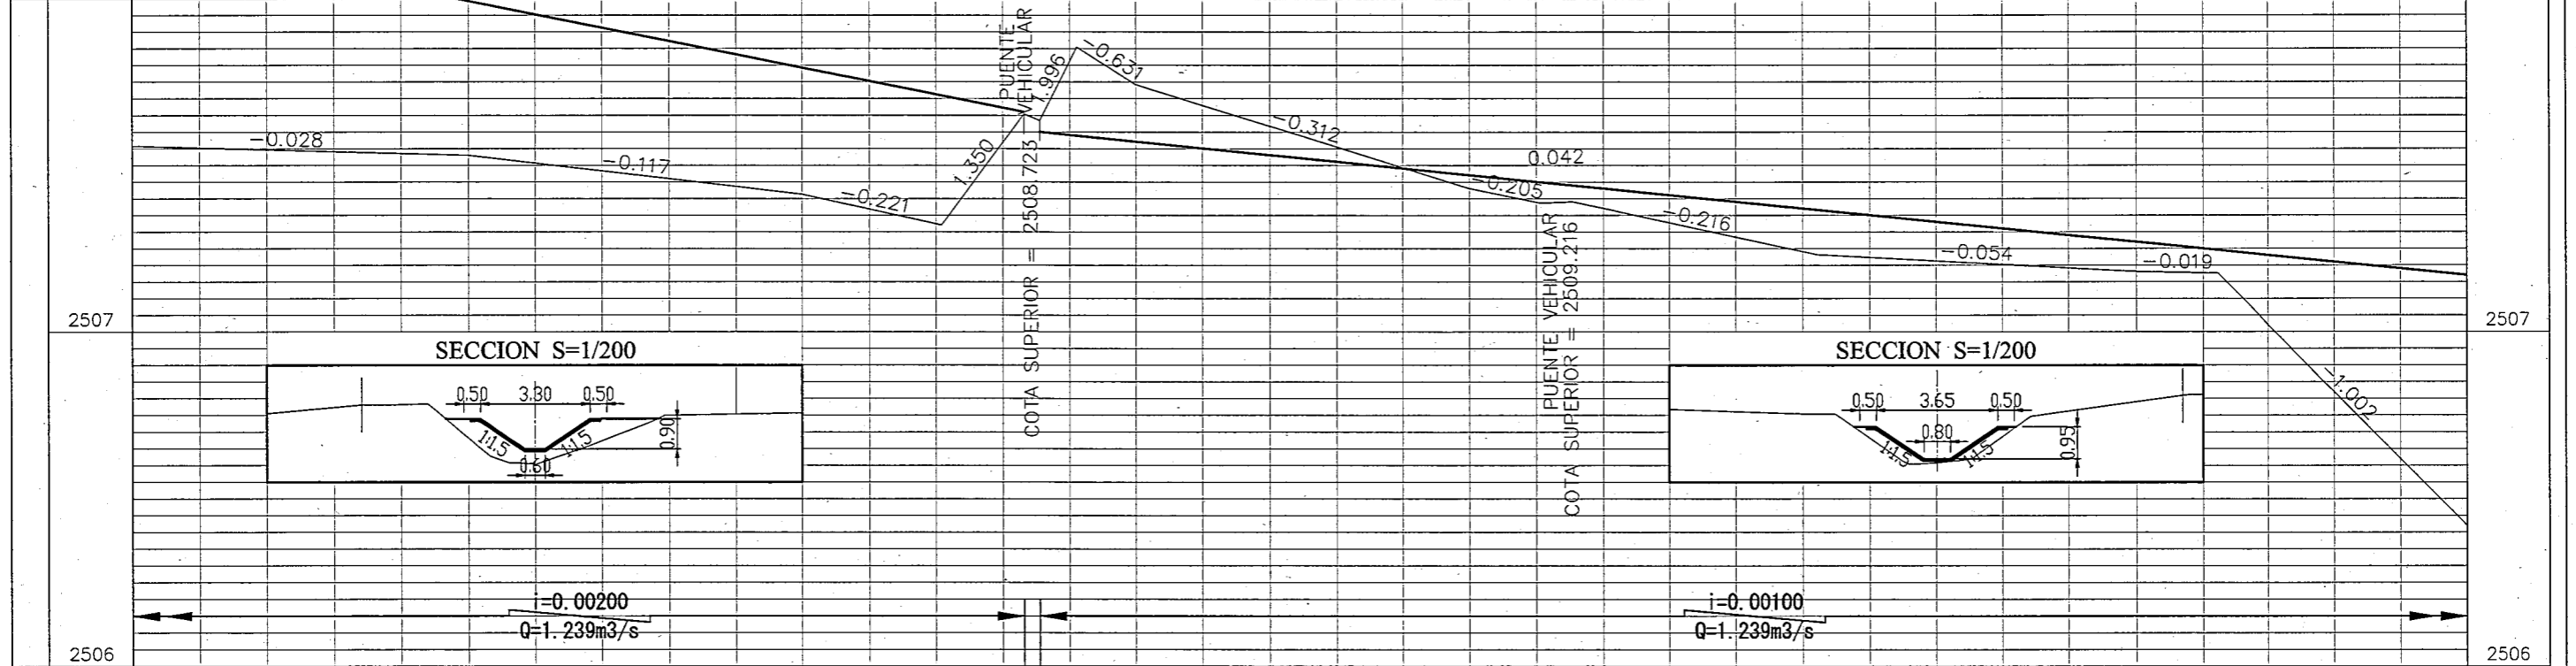 PUENTE
VEHICULAR
COTA SUPERIOR = 2508.723
-0.028
-0.117
-0.221
1.350
1.996
-0.631
-0.312
-0.205
0.042
-0.216
-0.054
-0.019
-1.002
PUENTE VEHICULAR
COTA SUPERIOR = 2509.216
2507
2507
SECCION S=1/200
0.50 3.30 0.50
1:1.5 1:1.5 0.90
0.60
SECCION S=1/200
0.50 3.65 0.50
0.80
1:1.5 1:1.5 0.95
i=0.00200
Q=1.239m3/s
i=0.00100
Q=1.239m3/s
2506
2506